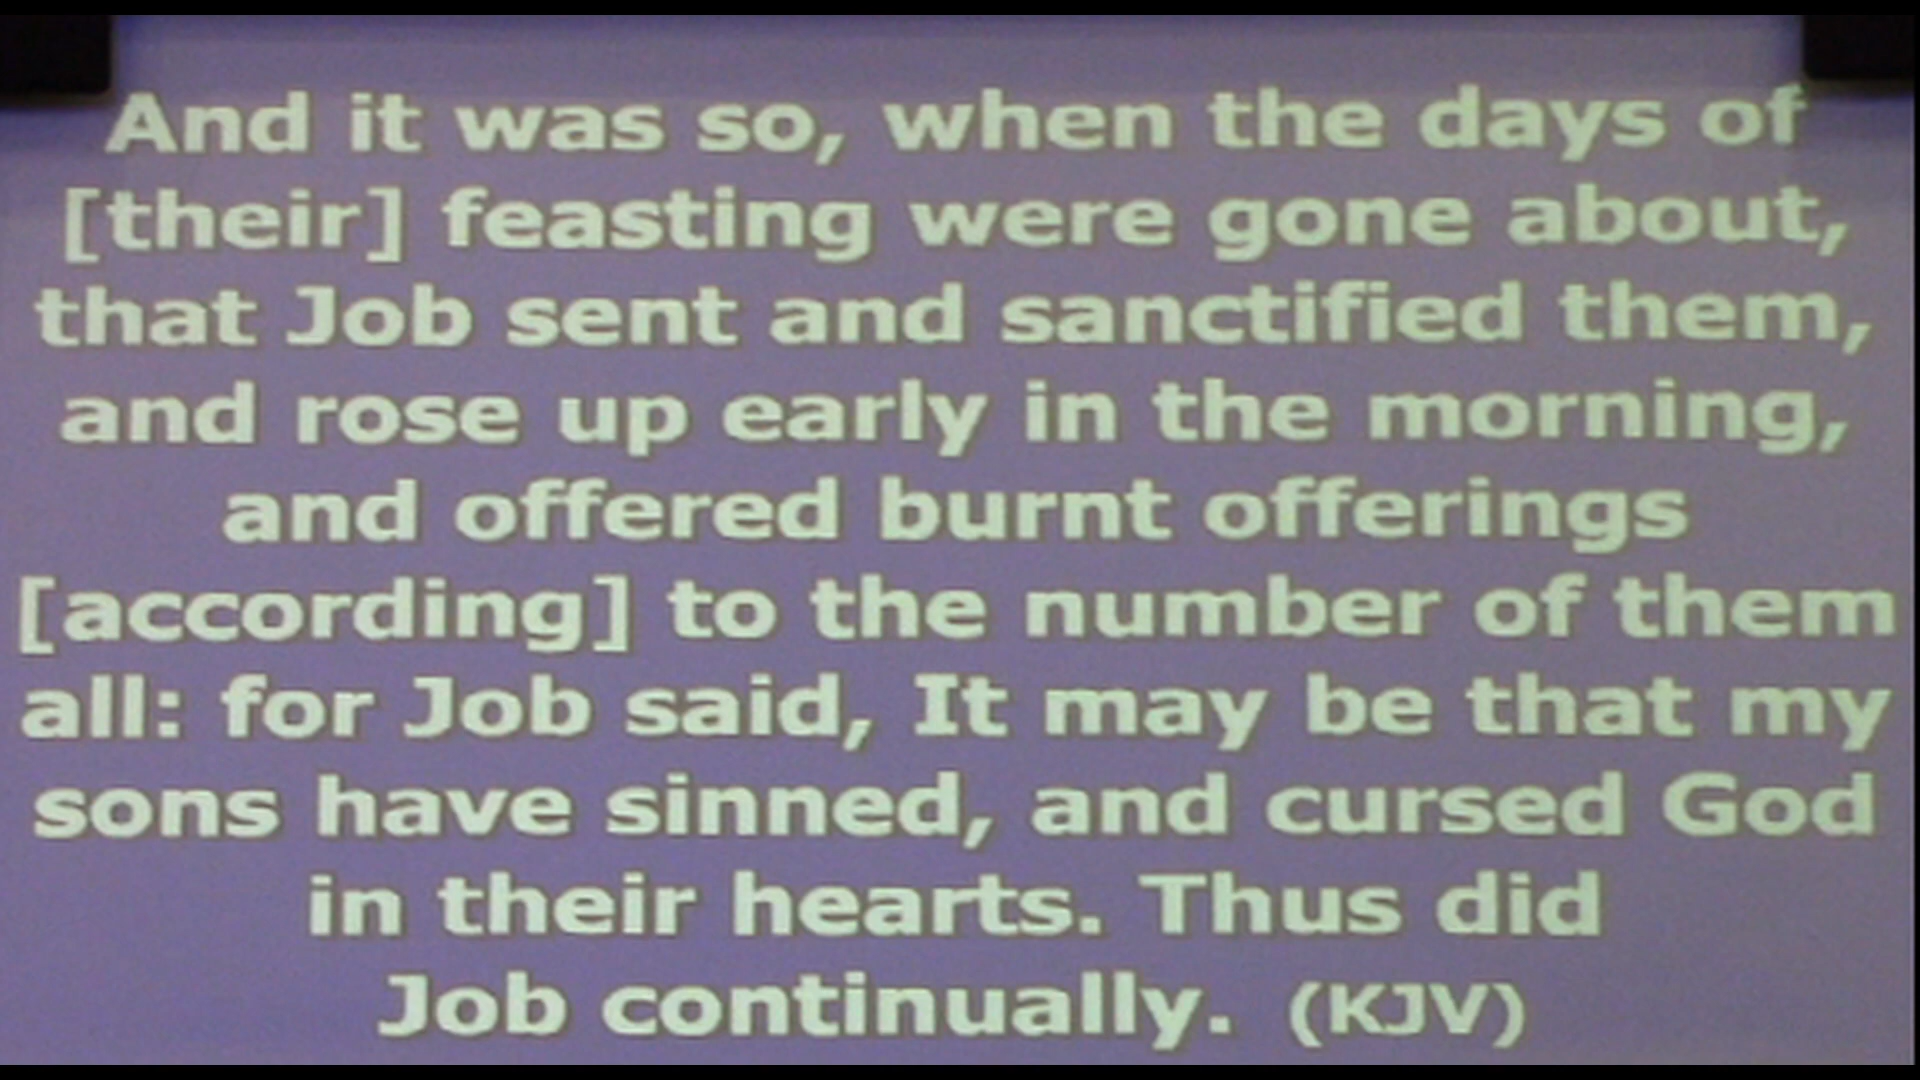 And it was so, when the days of
[their] feasting were gone about,
that Job sent and sanctified them,
and rose up early in the morning,
and offered burnt offerings
[according] to the number of them
all: for Job said, It may be that my
sons have sinned, and cursed God
in their hearts. Thus did
Job continually. (KJV)